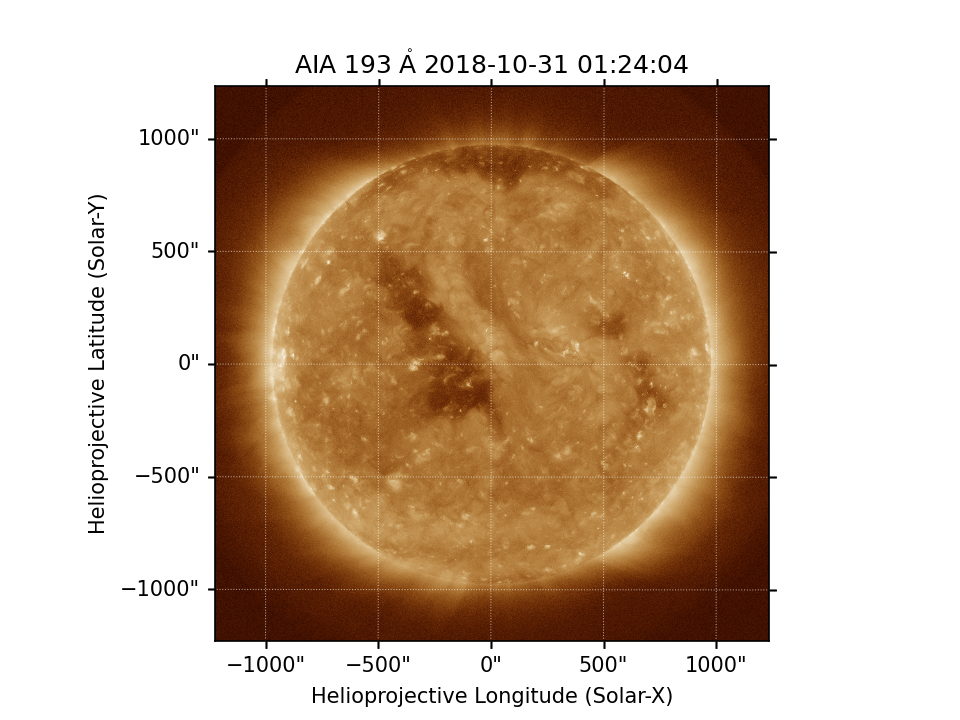 AIA 193 Å 2018-10-31 01:24:04
1000"
500"
0"
−500"
−1000"
Helioprojective Latitude (Solar-Y)
−1000" −500" 0" 500" 1000"
Helioprojective Longitude (Solar-X)